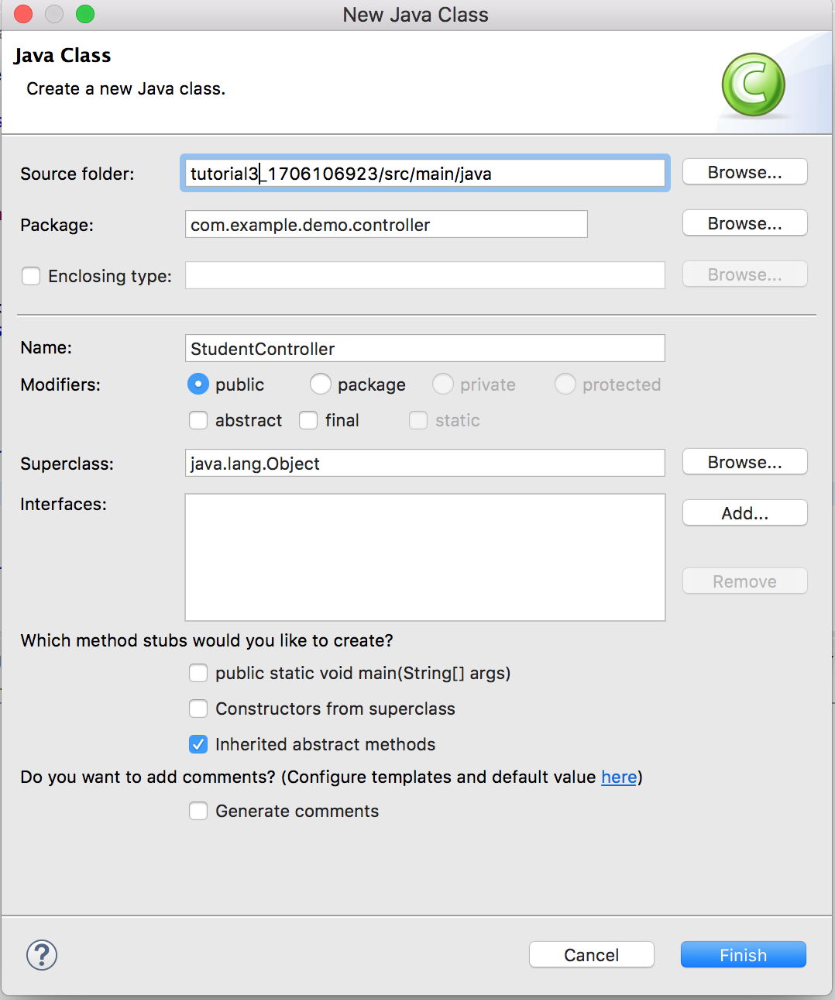 New Java Class
Java Class
Create a new Java class.
C
Source folder: tutorial3_1706106923/src/main/java Browse...
Package: com.example.demo.controller Browse...
Enclosing type: Browse...
Name: StudentController
Modifiers: public package private protected
abstract final static
Superclass: java.lang.Object Browse...
Interfaces: Add...
Remove
Which method stubs would you like to create?
public static void main(String[] args)
Constructors from superclass
Inherited abstract methods
Do you want to add comments? (Configure templates and default value here)
Generate comments
? Cancel Finish